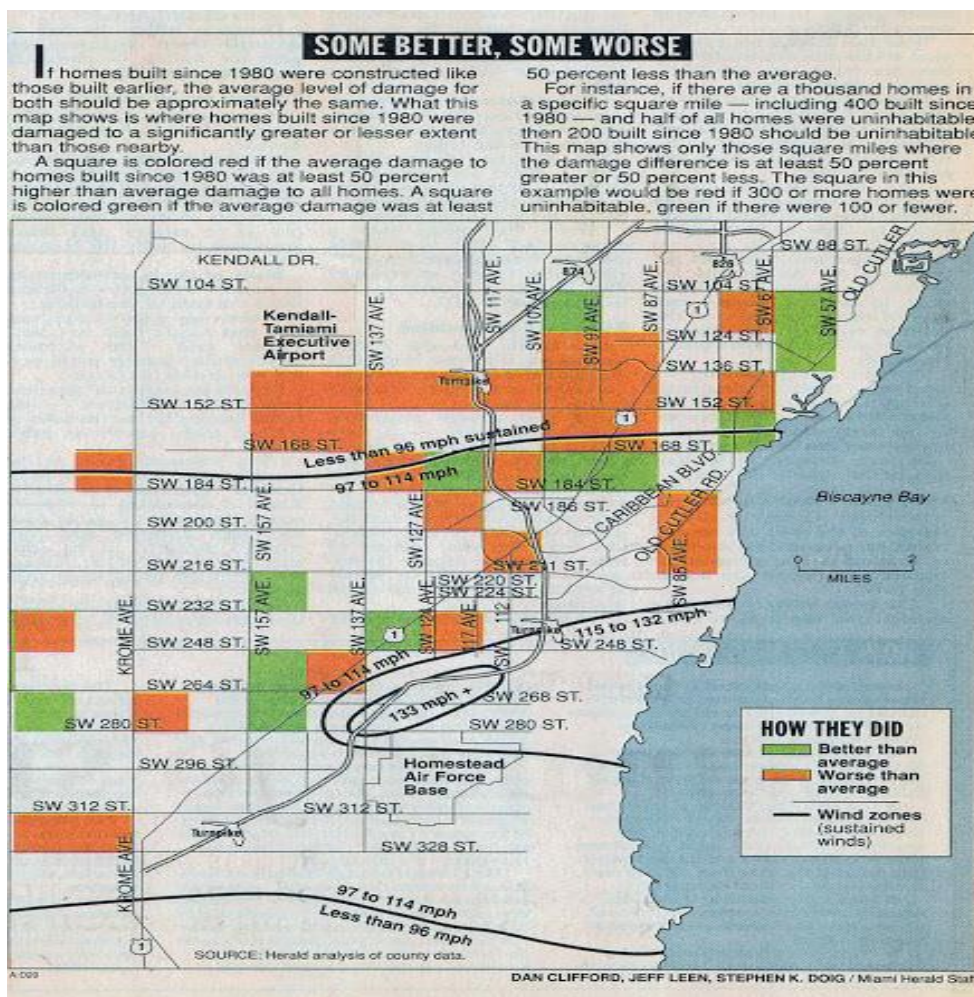 SOME BETTER, SOME WORSE
If homes built since 1980 were constructed like
those built earlier, the average level of damage for
both should be approximately the same. What this
map shows is where homes built since 1980 were
damaged to a significantly greater or lesser extent
than those nearby.
A square is colored red if the average damage to
homes built since 1980 was at least 50 percent
higher than average damage to all homes. A square
is colored green if the average damage was at least
50 percent less than the average.
For instance, if there are a thousand homes in
a specific square mile — including 400 built since
1980 — and half of all homes were uninhabitable
then 200 built since 1980 should be uninhabitable
This map shows only those square miles where
the damage difference is at least 50 percent
greater or 50 percent less. The square in this
example would be red if 300 or more homes were
uninhabitable, green if there were 100 or fewer.
SW 88 ST.
KENDALL DR.
OLD CUTLER
874
826
SW 104 ST.
SW 104 ST.
SW 137 AVE.
SW 117 AVE.
SW 107 AVE.
SW 97 AVE.
SW 87 AVE.
SW 67 AVE.
SW 57 AVE.
1
Kendall-
Tamiami
Executive
Airport
SW 124 ST.
SW 136 ST.
Turnpike
SW 152 ST.
SW 152 ST.
1
SW 168 ST.
Less than 96 mph sustained
SW 168 ST.
97 to 114 mph
SW 184 ST.
SW 184 ST.
SW 157 AVE.
SW 127 AVE.
SW 186 ST.
CARIBBEAN BLVD.
OLD CUTLER RD.
Biscayne Bay
SW 200 ST.
SW 216 ST.
SW 211 ST.
SW 85 AVE.
0
2
MILES
SW 220 ST.
SW 224 ST.
SW 232 ST.
KROME AVE.
SW 157 AVE.
SW 137 AVE.
SW 124 AVE.
117 AVE.
SW 112
1
Turnpike
115 to 132 mph
SW 248 ST.
SW 248 ST.
97 to 114 mph
SW 264 ST.
133 mph +
SW 268 ST.
SW 280 ST.
SW 280 ST.
SW 296 ST.
Homestead
Air Force
Base
SW 312 ST.
SW 312 ST.
Turnpike
SW 328 ST.
KROME AVE.
97 to 114 mph
Less than 96 mph
1
HOW THEY DID
Better than
average
Worse than
average
Wind zones
(sustained
winds)
SOURCE: Herald analysis of county data.
DAN CLIFFORD, JEFF LEEN, STEPHEN K. DOIG / Miami Herald Staf